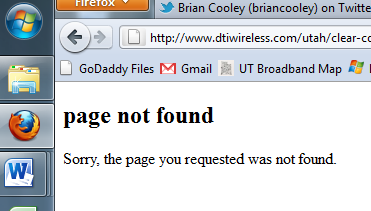 Firefox
Brian Cooley (briancooley) on Twitte
http://www.dtiwireless.com/utah/clear-co
GoDaddy Files Gmail UT Broadband Map
page not found
Sorry, the page you requested was not found.
W